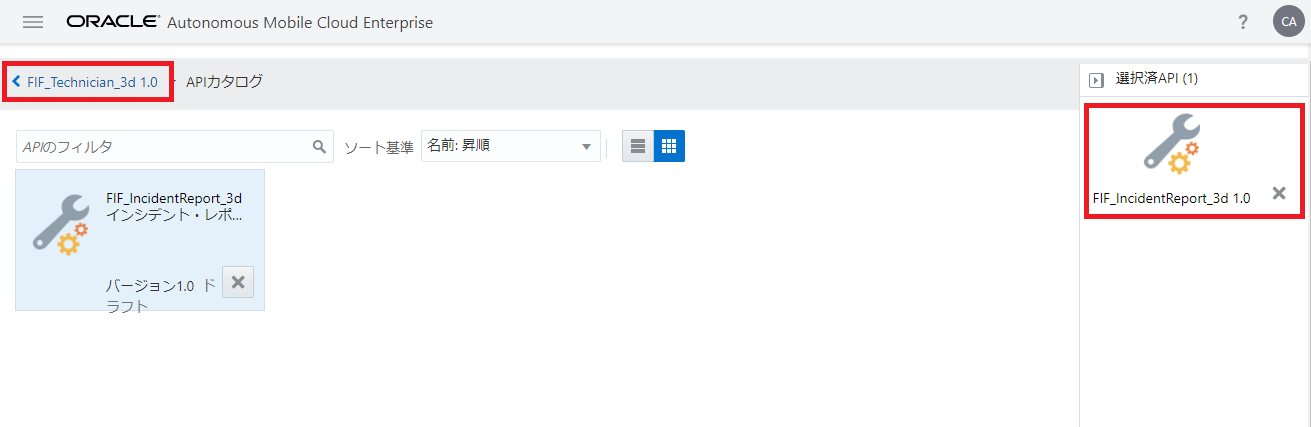 ORACLE Autonomous Mobile Cloud Enterprise
?
CA
FIF_Technician_3d 1.0
APIカタログ
選択済API (1)
APIのフィルタ
ソート基準
名前: 昇順
FIF_IncidentReport_3d
インシデント・レポ...
バージョン1.0 ド
ラフト
FIF_IncidentReport_3d 1.0